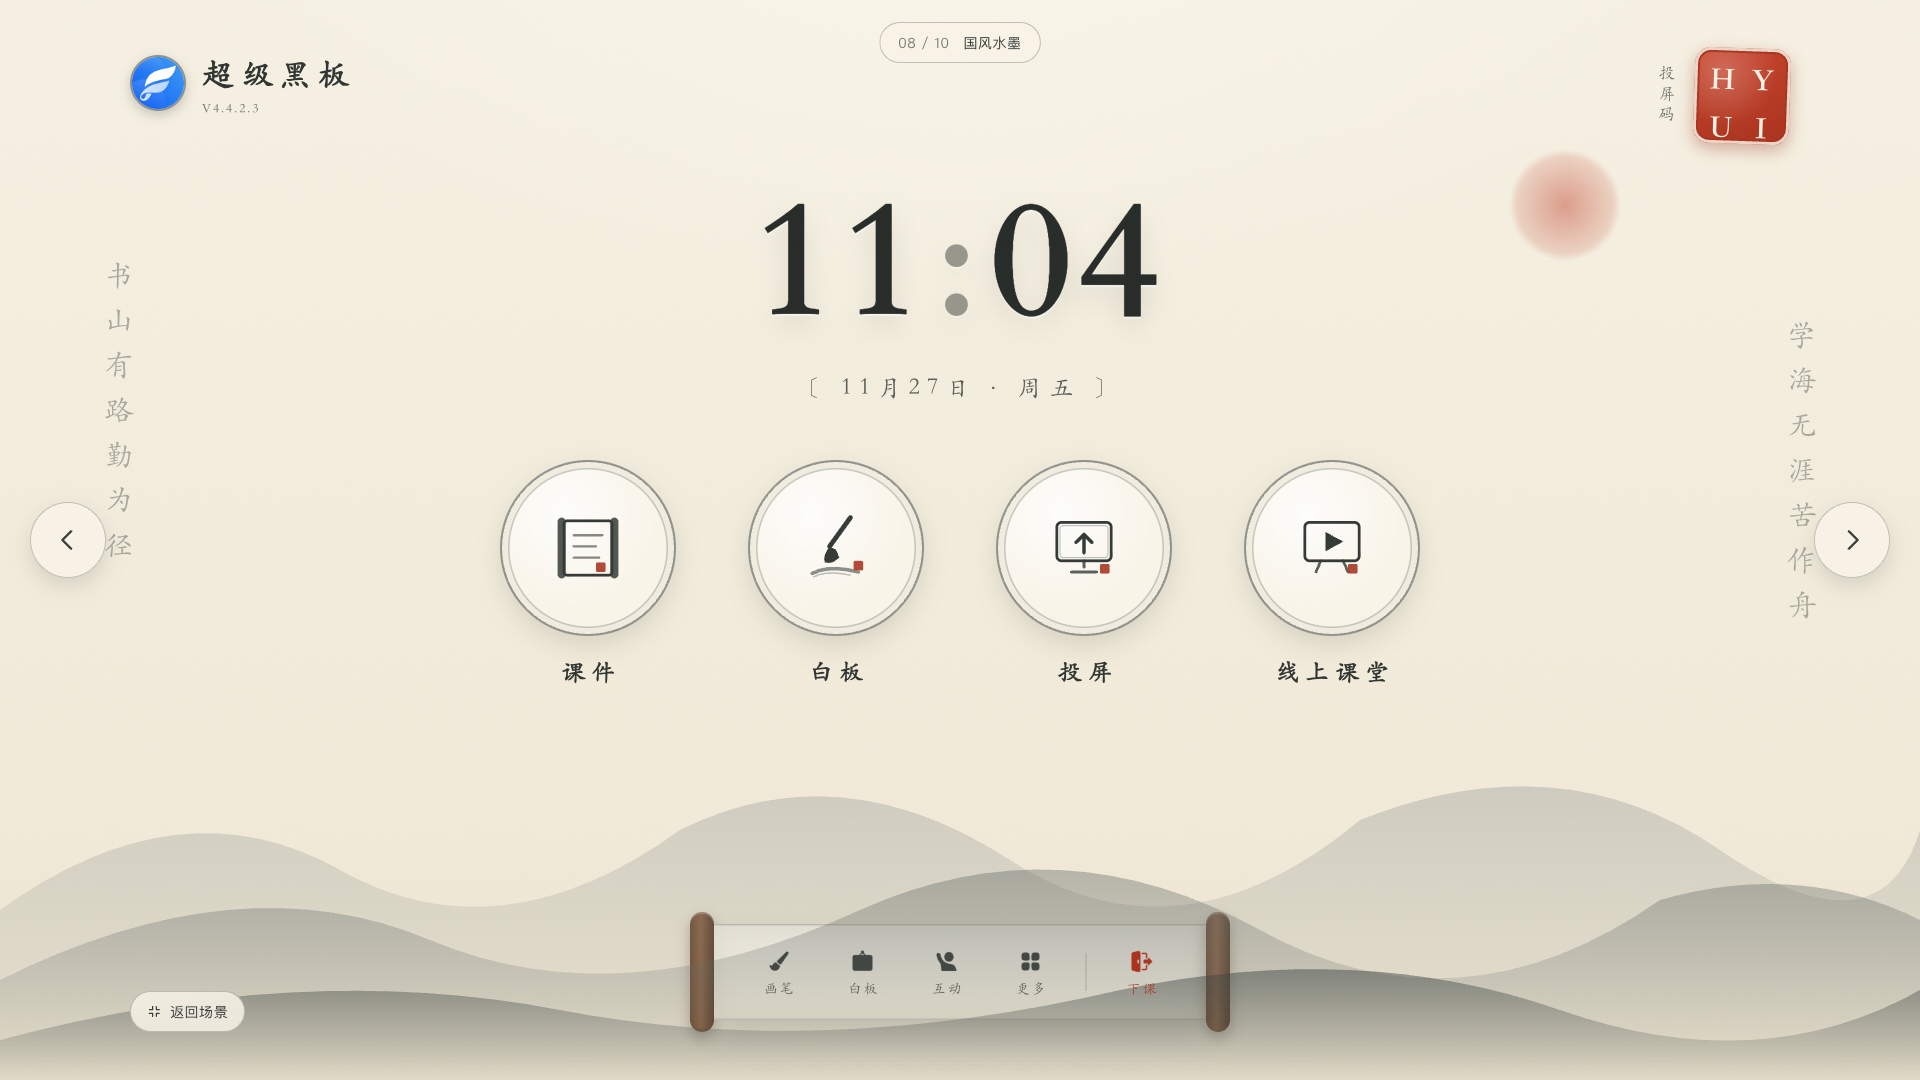 08 / 10 国风水墨
超级黑板
V4.4.2.3
投屏码
H Y
U I
11:04
〔 11月27日 · 周五 〕
书山有路勤为径
学海无涯苦作舟
课件
白板
投屏
线上课堂
画笔
白板
互动
更多
下课
返回场景